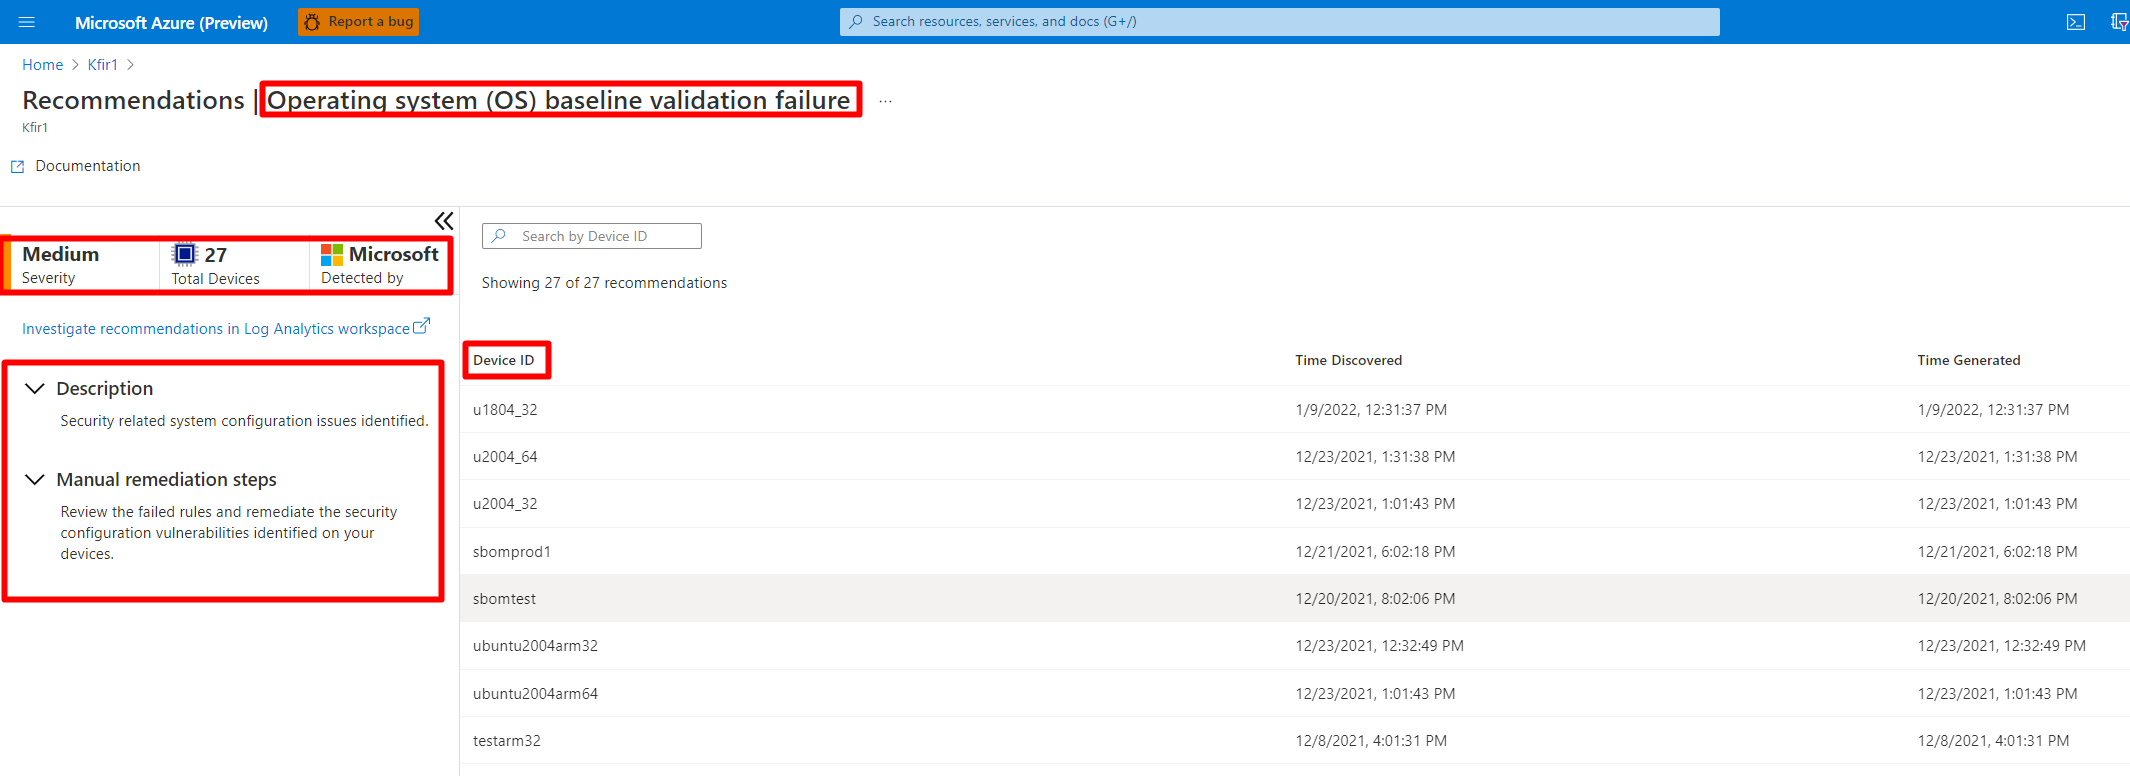 Microsoft Azure (Preview)
Report a bug
Search resources, services, and docs (G+/)
Home > Kfir1 >
Recommendations | Operating system (OS) baseline validation failure ...
Kfir1
Documentation
Medium
Severity
27
Total Devices
Microsoft
Detected by
Investigate recommendations in Log Analytics workspace
Description
Security related system configuration issues identified.
Manual remediation steps
Review the failed rules and remediate the security
configuration vulnerabilities identified on your
devices.
Search by Device ID
Showing 27 of 27 recommendations
Device ID Time Discovered Time Generated
u1804_32 1/9/2022, 12:31:37 PM 1/9/2022, 12:31:37 PM
u2004_64 12/23/2021, 1:31:38 PM 12/23/2021, 1:31:38 PM
u2004_32 12/23/2021, 1:01:43 PM 12/23/2021, 1:01:43 PM
sbomprod1 12/21/2021, 6:02:18 PM 12/21/2021, 6:02:18 PM
sbomtest 12/20/2021, 8:02:06 PM 12/20/2021, 8:02:06 PM
ubuntu2004arm32 12/23/2021, 12:32:49 PM 12/23/2021, 12:32:49 PM
ubuntu2004arm64 12/23/2021, 1:01:43 PM 12/23/2021, 1:01:43 PM
testarm32 12/8/2021, 4:01:31 PM 12/8/2021, 4:01:31 PM